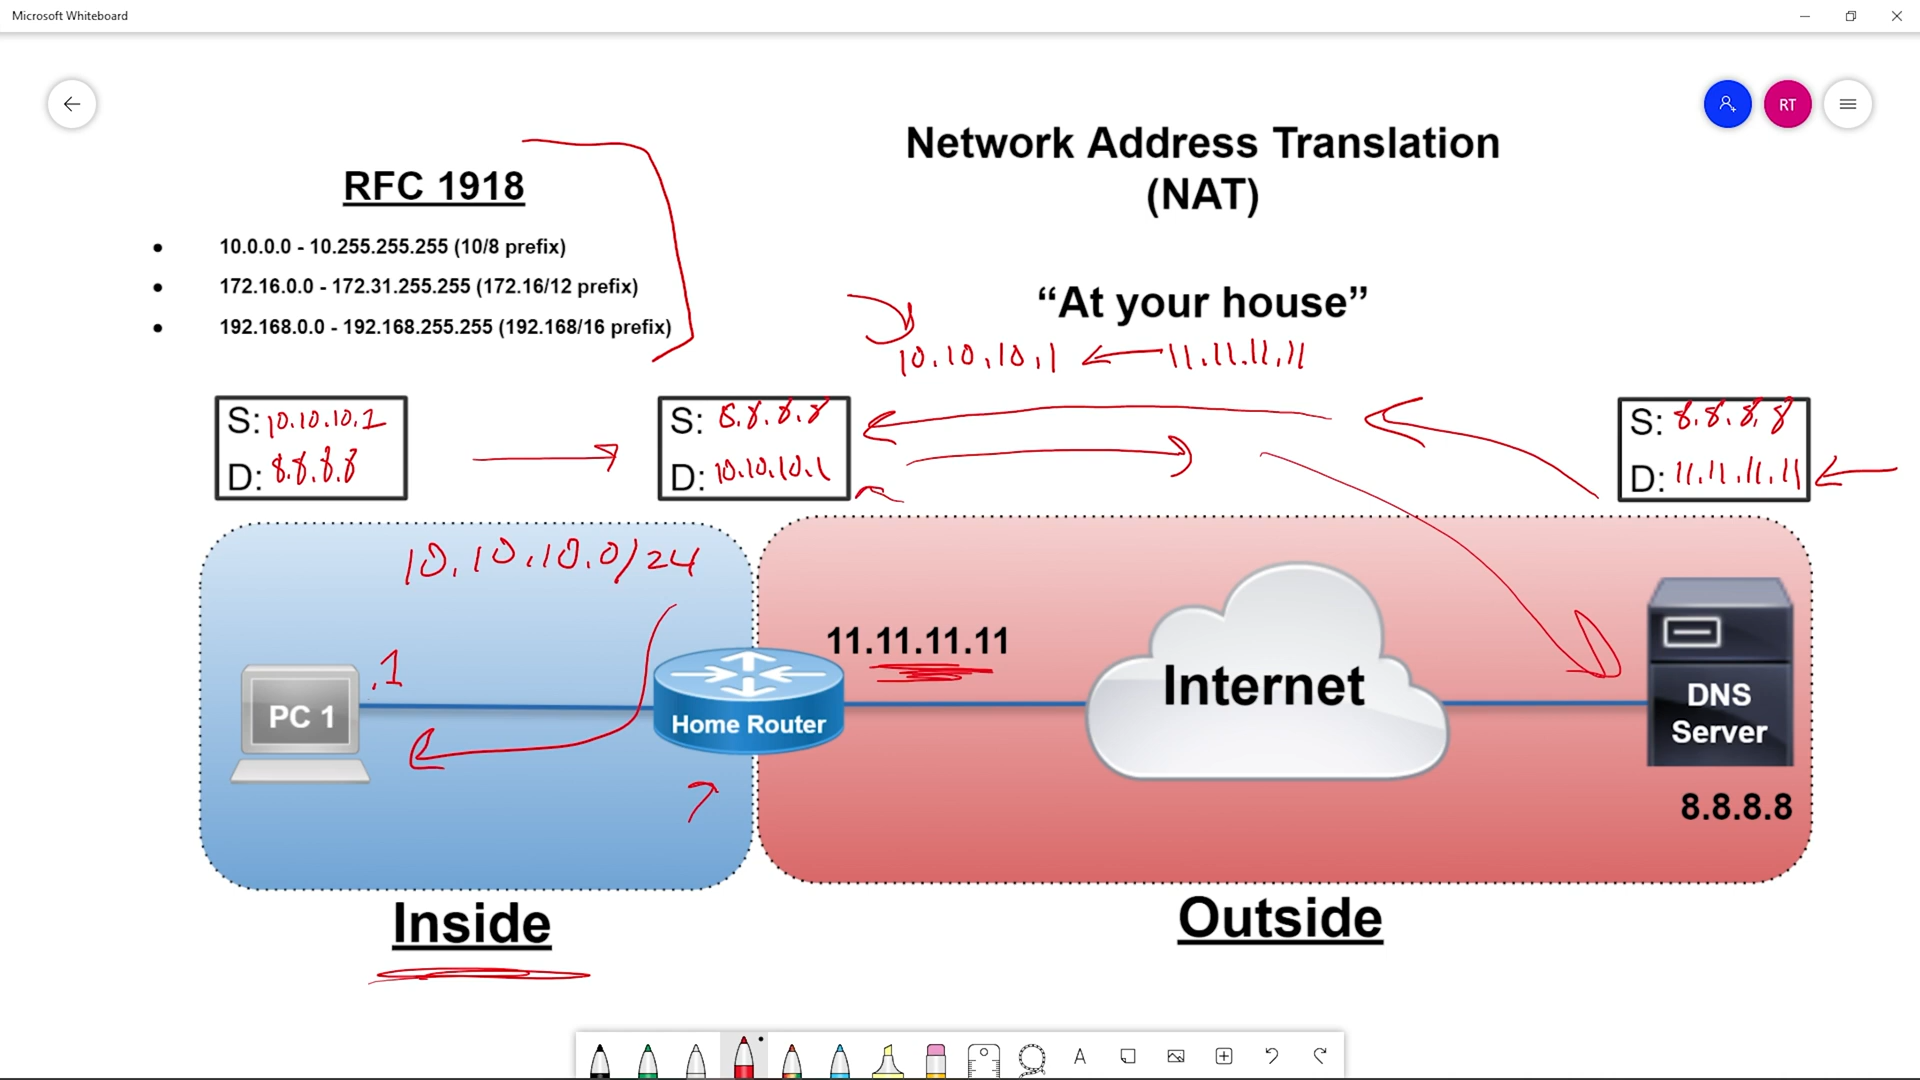 Microsoft Whiteboard
RT
Network Address Translation
(NAT)
RFC 1918
10.0.0.0 - 10.255.255.255 (10/8 prefix)
172.16.0.0 - 172.31.255.255 (172.16/12 prefix)
192.168.0.0 - 192.168.255.255 (192.168/16 prefix)
“At your house”
10.10.10.1 ← 11.11.11.11
S: 10.10.10.1
D: 8.8.8.8
S: 8.8.8.8
D: 10.10.10.1
S: 8.8.8.8
D: 11.11.11.11
10.10.10.0/24
.1
PC 1
Home Router
11.11.11.11
Internet
DNS
Server
8.8.8.8
Inside
Outside
A